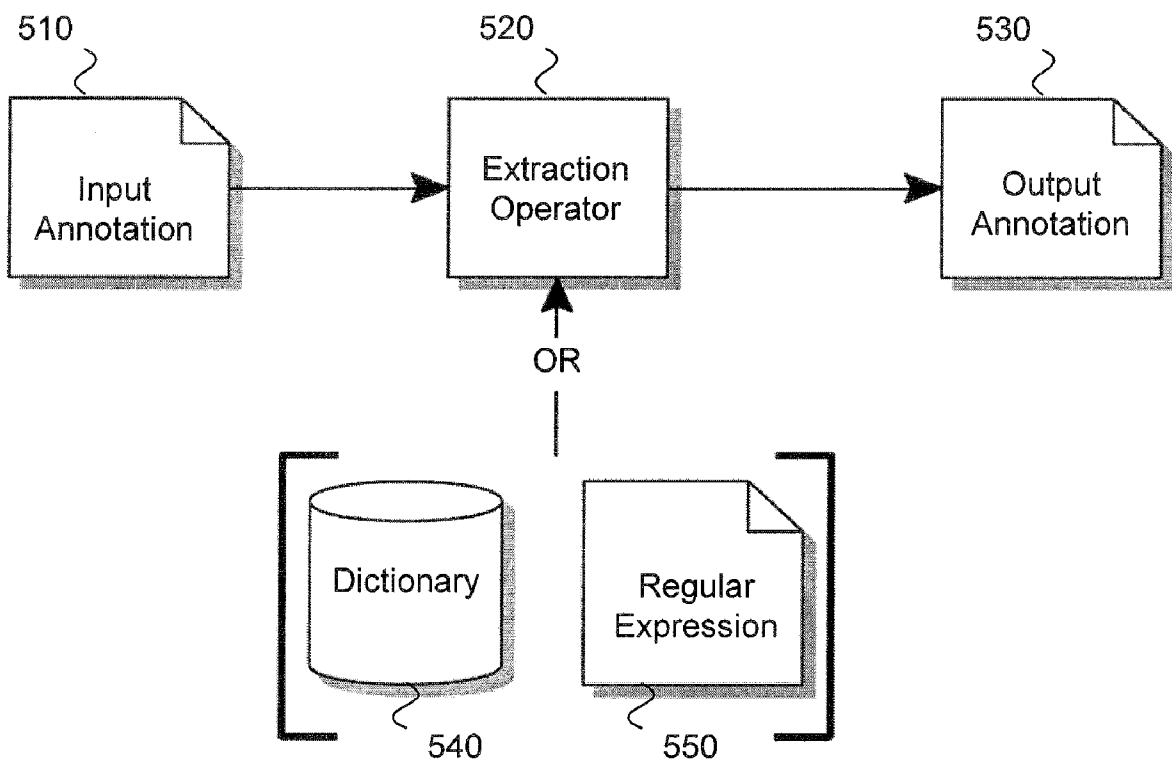 510
520
530
Input
Annotation
Extraction
Operator
Output
Annotation
OR
Dictionary
Regular
Expression
540
550